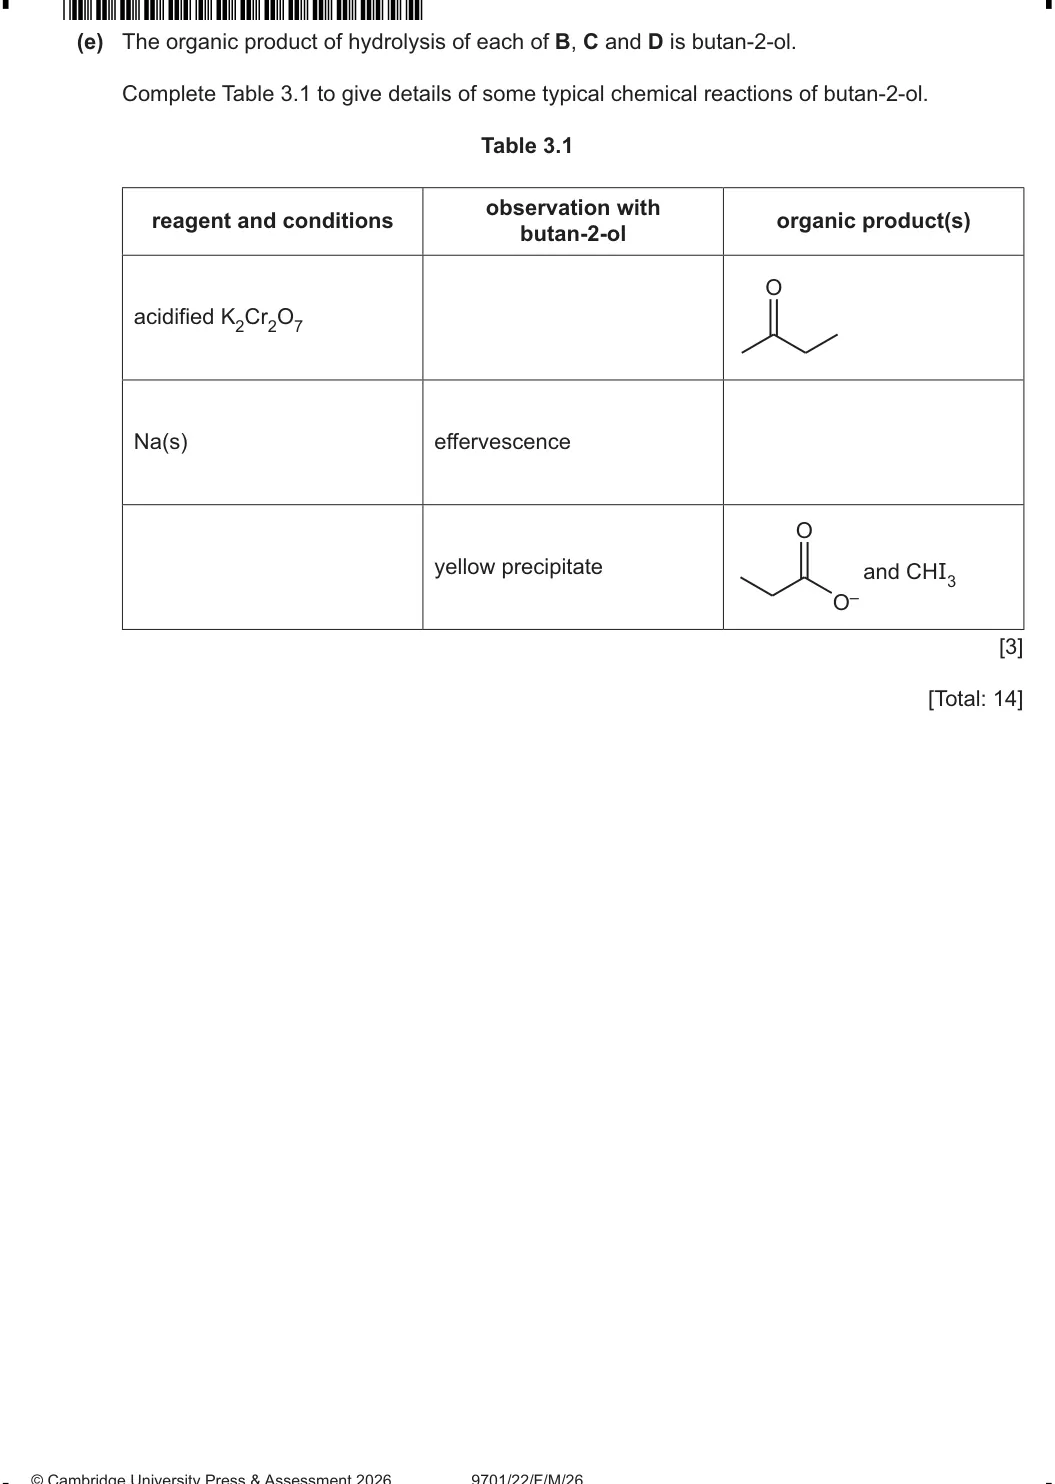 (e) The organic product of hydrolysis of each of B, C and D is butan-2-ol.
Complete Table 3.1 to give details of some typical chemical reactions of butan-2-ol.
Table 3.1
reagent and conditions
observation with
butan-2-ol
organic product(s)
acidified K₂Cr₂O₇
O
Na(s)
effervescence
yellow precipitate
O
O⁻
and CHI₃
[3]
[Total: 14]
© Cambridge University Press & Assessment 2026
9701/22/F/M/26